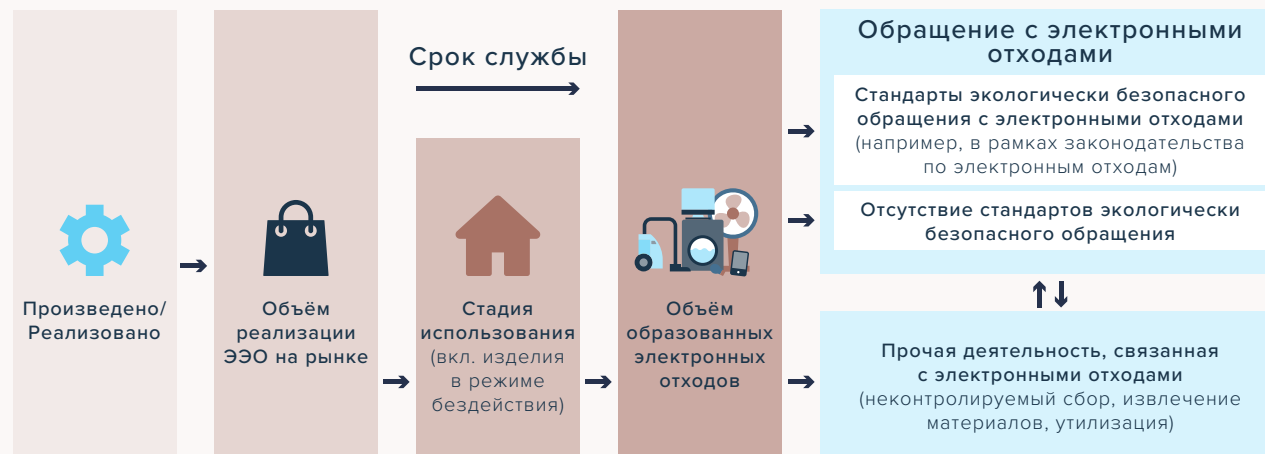 Произведено/
Реализовано
Объём
реализации
ЭЭО на рынке
Срок службы
Стадия
использования
(вкл. изделия
в режиме
бездействия)
Объём
образованных
электронных
отходов
Обращение с электронными
отходами
Стандарты экологически безопасного
обращения с электронными отходами
(например, в рамках законодательства
по электронным отходам)
Отсутствие стандартов экологически
безопасного обращения
Прочая деятельность, связанная
с электронными отходами
(неконтролируемый сбор, извлечение
материалов, утилизация)